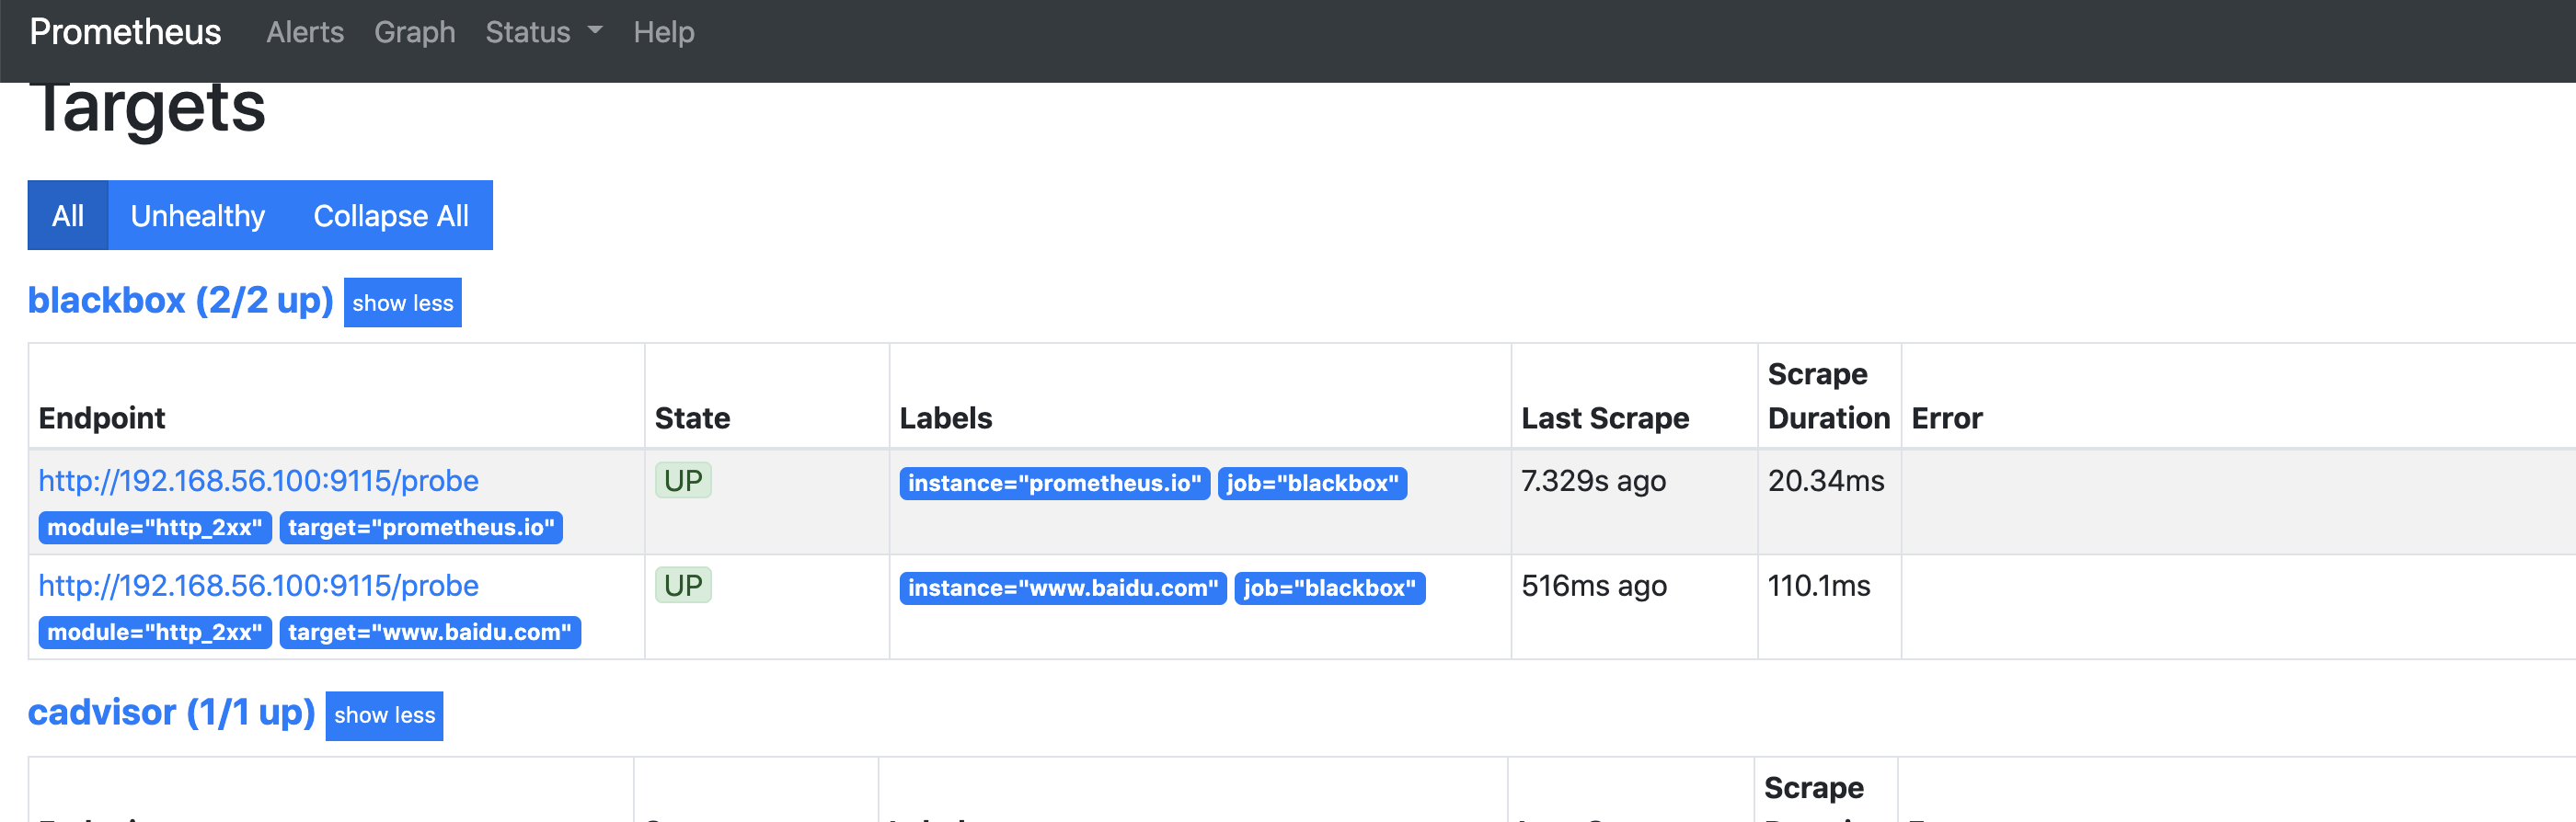 Prometheus Alerts Graph Status Help
Targets
All Unhealthy Collapse All
blackbox (2/2 up) show less
Endpoint State Labels Last Scrape Scrape Duration Error
http://192.168.56.100:9115/probe UP instance="prometheus.io" job="blackbox" 7.329s ago 20.34ms
module="http_2xx" target="prometheus.io"
http://192.168.56.100:9115/probe UP instance="www.baidu.com" job="blackbox" 516ms ago 110.1ms
module="http_2xx" target="www.baidu.com"
cadvisor (1/1 up) show less
Scrape